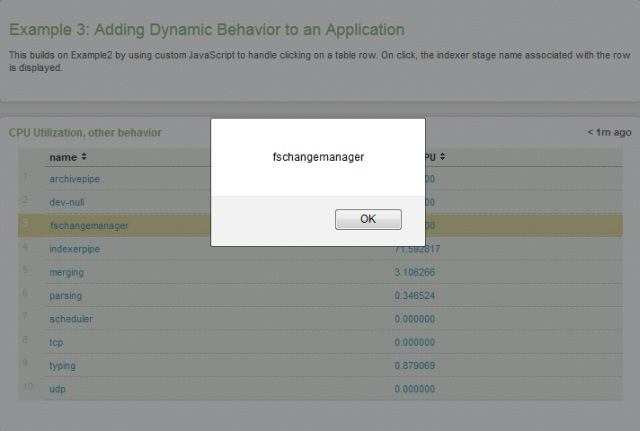 Example 3: Adding Dynamic Behavior to an Application
This builds on Example2 by using custom JavaScript to handle clicking on a table row. On click, the indexer stage name associated with the row
is displayed.
CPU Utilization, other behavior < 1m ago
name PU
1 archivepipe 00
2 dev-null 00
3 fschangemanager 00
4 indexerpipe 71.592817
5 merging 3.106266
6 parsing 0.346524
7 scheduler 0.000000
8 tcp 0.000000
9 typing 0.879069
10 udp 0.000000
fschangemanager
OK